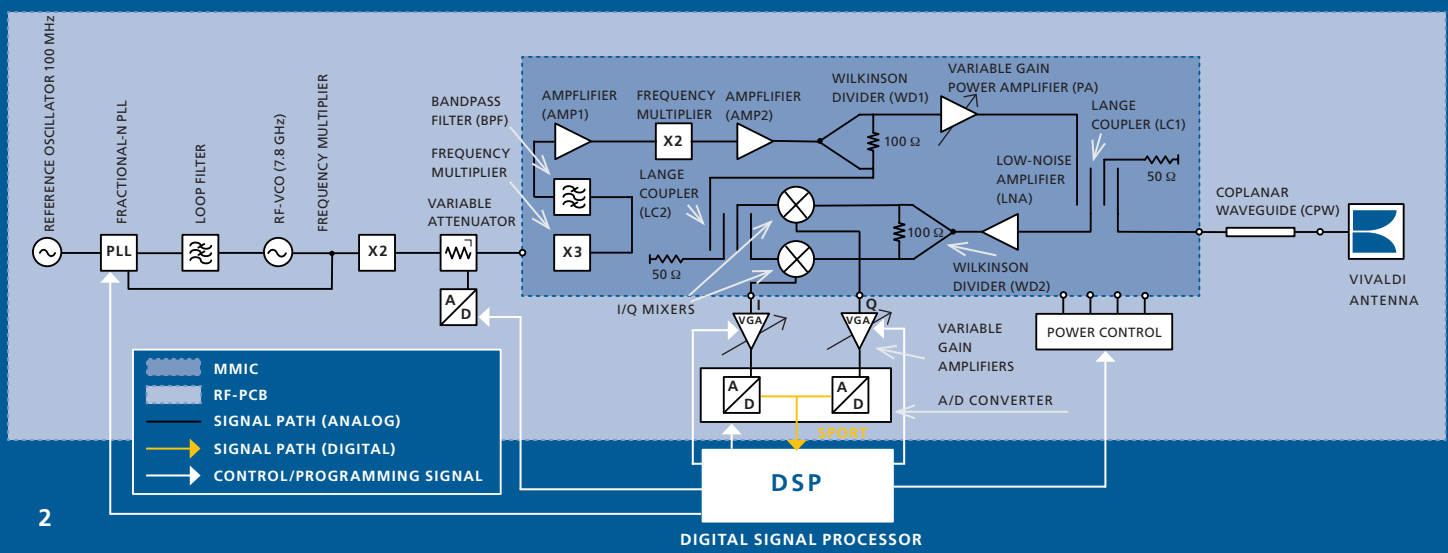 REFERENCE OSCILLATOR 100 MHz
FRACTIONAL-N PLL
LOOP FILTER
RF-VCO (7.8 GHz)
FREQUENCY MULTIPLIER
PLL
X2
VARIABLE
ATTENUATOR
A
D
BANDPASS
FILTER (BPF)
FREQUENCY
MULTIPLIER
X3
AMPFLIFIER
(AMP1)
FREQUENCY
MULTIPLIER
X2
AMPFLIFIER
(AMP2)
WILKINSON
DIVIDER (WD1)
100 Ω
VARIABLE GAIN
POWER AMPLIFIER (PA)
LANGE
COUPLER (LC1)
50 Ω
LOW-NOISE
AMPLIFIER
(LNA)
LANGE
COUPLER
(LC2)
50 Ω
100 Ω
WILKINSON
DIVIDER (WD2)
I/Q MIXERS
I
Q
VGA
VGA
VARIABLE
GAIN
AMPLIFIERS
A
D
A
D
A/D CONVERTER
SPORT
POWER CONTROL
COPLANAR
WAVEGUIDE (CPW)
VIVALDI
ANTENNA
MMIC
RF-PCB
SIGNAL PATH (ANALOG)
SIGNAL PATH (DIGITAL)
CONTROL/PROGRAMMING SIGNAL
DSP
DIGITAL SIGNAL PROCESSOR
2